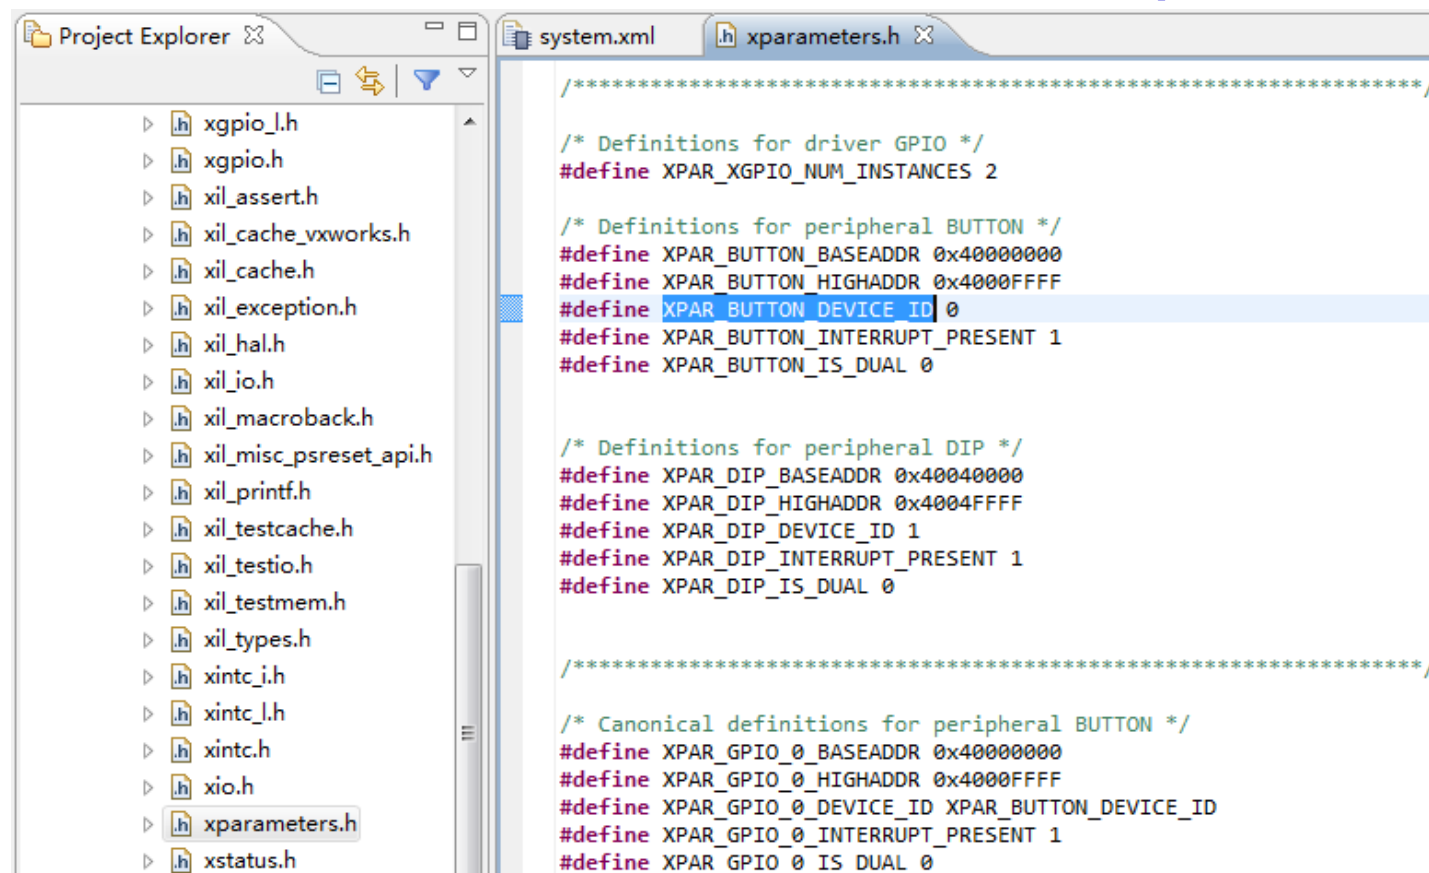 Project Explorer
xgpio_l.h
xgpio.h
xil_assert.h
xil_cache_vxworks.h
xil_cache.h
xil_exception.h
xil_hal.h
xil_io.h
xil_macroback.h
xil_misc_psreset_api.h
xil_printf.h
xil_testcache.h
xil_testio.h
xil_testmem.h
xil_types.h
xintc_i.h
xintc_l.h
xintc.h
xio.h
xparameters.h
xstatus.h
system.xml
xparameters.h
/******************************************************************/
/* Definitions for driver GPIO */
#define XPAR_XGPIO_NUM_INSTANCES 2
/* Definitions for peripheral BUTTON */
#define XPAR_BUTTON_BASEADDR 0x40000000
#define XPAR_BUTTON_HIGHADDR 0x4000FFFF
#define XPAR_BUTTON_DEVICE_ID 0
#define XPAR_BUTTON_INTERRUPT_PRESENT 1
#define XPAR_BUTTON_IS_DUAL 0
/* Definitions for peripheral DIP */
#define XPAR_DIP_BASEADDR 0x40040000
#define XPAR_DIP_HIGHADDR 0x4004FFFF
#define XPAR_DIP_DEVICE_ID 1
#define XPAR_DIP_INTERRUPT_PRESENT 1
#define XPAR_DIP_IS_DUAL 0
/******************************************************************/
/* Canonical definitions for peripheral BUTTON */
#define XPAR_GPIO_0_BASEADDR 0x40000000
#define XPAR_GPIO_0_HIGHADDR 0x4000FFFF
#define XPAR_GPIO_0_DEVICE_ID XPAR_BUTTON_DEVICE_ID
#define XPAR_GPIO_0_INTERRUPT_PRESENT 1
#define XPAR_GPIO_0_IS_DUAL 0